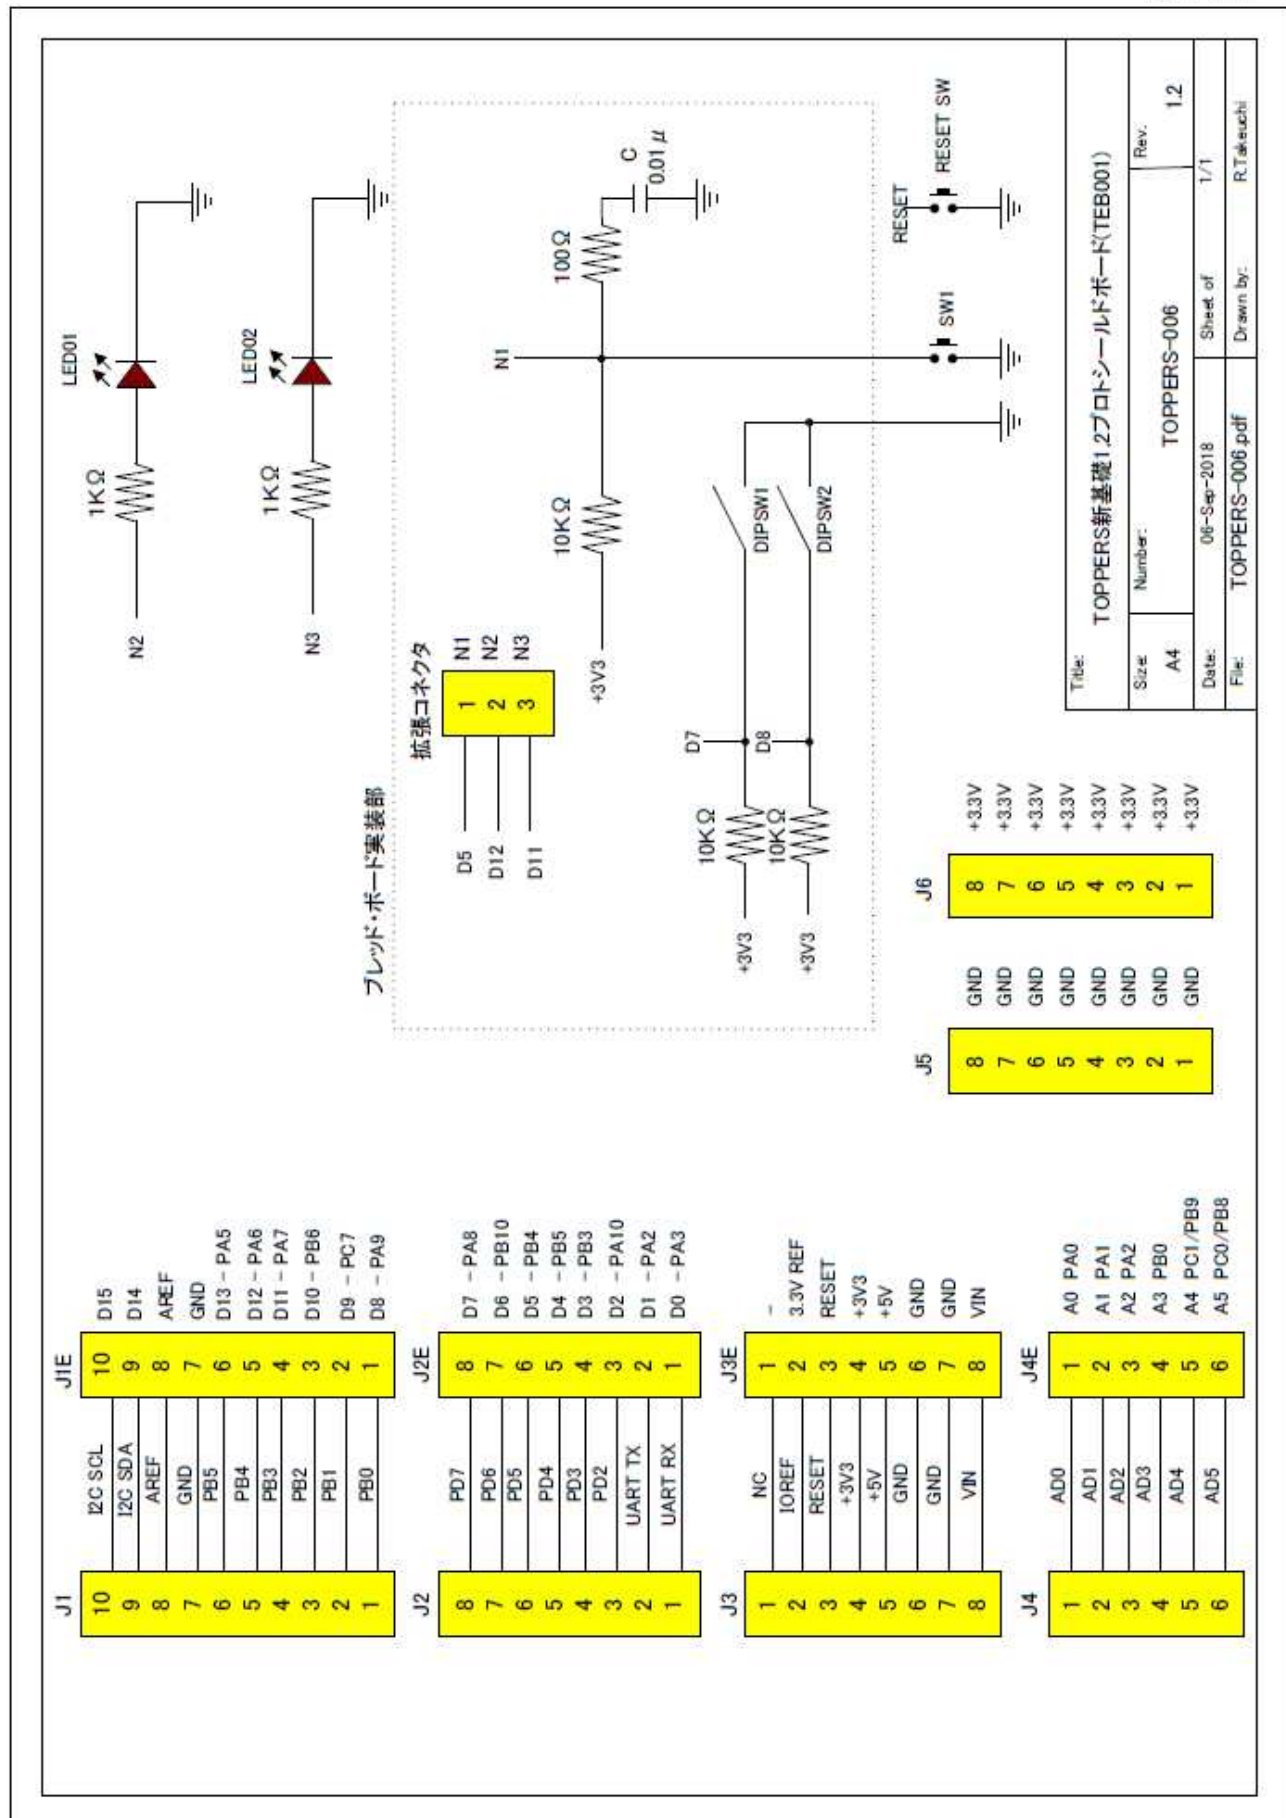 J1
10
9
8
7
6
5
4
3
2
1
I2C SCL
I2C SDA
AREF
GND
PB5
PB4
PB3
PB2
PB1
PB0
J1E
10
9
8
7
6
5
4
3
2
1
D15
D14
AREF
GND
D13 - PA5
D12 - PA6
D11 - PA7
D10 - PB6
D9 - PC7
D8 - PA9
J2
8
7
6
5
4
3
2
1
PD7
PD6
PD5
PD4
PD3
PD2
UART TX
UART RX
J2E
8
7
6
5
4
3
2
1
D7 - PA8
D6 - PB10
D5 - PB4
D4 - PB5
D3 - PB3
D2 - PA10
D1 - PA2
D0 - PA3
J3
1
2
3
4
5
6
7
8
NC
IOREF
RESET
+3V3
+5V
GND
GND
VIN
J3E
1
2
3
4
5
6
7
8
-
3.3V REF
RESET
+3V3
+5V
GND
GND
VIN
J4
1
2
3
4
5
6
AD0
AD1
AD2
AD3
AD4
AD5
J4E
1
2
3
4
5
6
A0 PA0
A1 PA1
A2 PA2
A3 PB0
A4 PC1/PB9
A5 PC0/PB8
N2
1KΩ
LED01
N3
1KΩ
LED02
ブレッド・ボード実装部
拡張コネクタ
D5
1
N1
D12
2
N2
D11
3
N3
+3V3
10KΩ
N1
100Ω
C
0.01μ
+3V3
10KΩ
D7
DIPSW1
+3V3
10KΩ
D8
DIPSW2
SW1
RESET
RESET SW
J5
8
7
6
5
4
3
2
1
GND
GND
GND
GND
GND
GND
GND
GND
J6
8
7
6
5
4
3
2
1
+3.3V
+3.3V
+3.3V
+3.3V
+3.3V
+3.3V
+3.3V
+3.3V
Title:
TOPPERS新基礎1,2プロトシールドボード(TEB001)
Size:
A4
Number:
TOPPERS-006
Rev.
1.2
Date:
06-Sep-2018
Sheet of
1/1
File:
TOPPERS-006.pdf
Drawn by:
R.Takeuchi